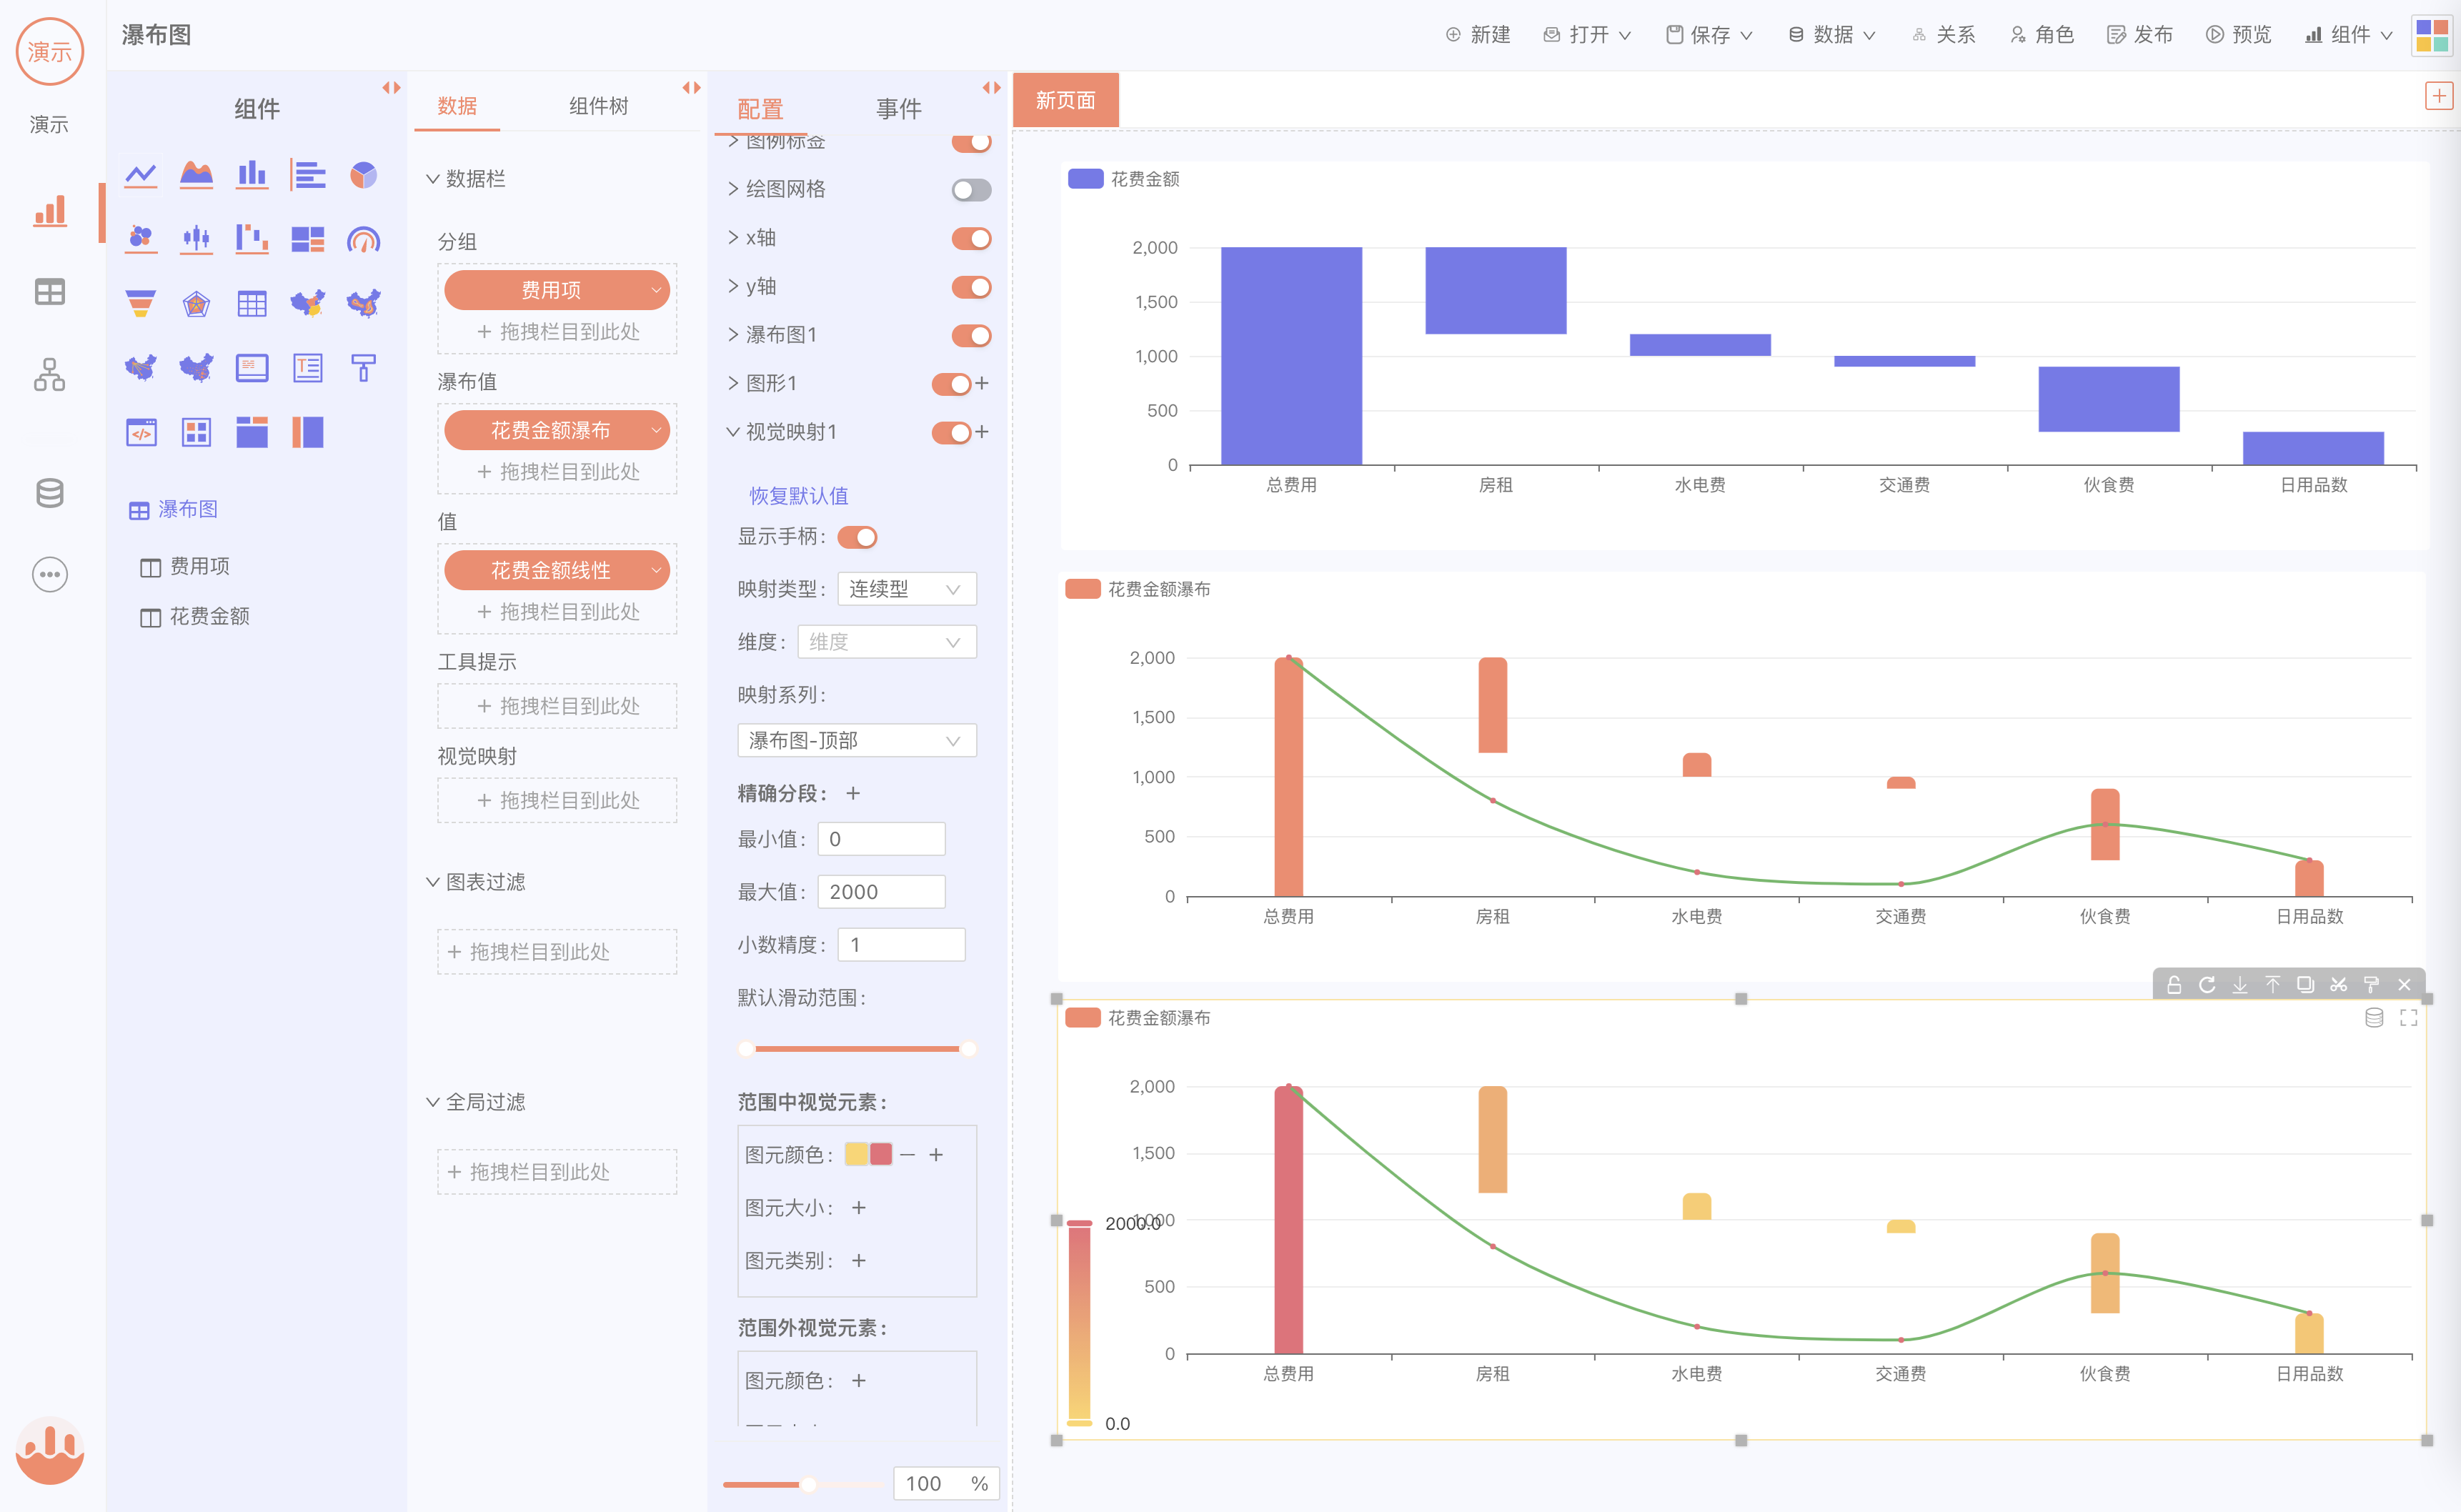 演示
演示
瀑布图
新建
打开
保存
数据
关系
角色
发布
预览
组件
组件
瀑布图
费用项
花费金额
数据
组件树
数据栏
分组
费用项
+ 拖拽栏目到此处
瀑布值
花费金额瀑布
+ 拖拽栏目到此处
值
花费金额线性
+ 拖拽栏目到此处
工具提示
+ 拖拽栏目到此处
视觉映射
+ 拖拽栏目到此处
图表过滤
+ 拖拽栏目到此处
全局过滤
+ 拖拽栏目到此处
配置
事件
图例标签
绘图网格
x轴
y轴
瀑布图1
图形1
视觉映射1
恢复默认值
显示手柄:
映射类型: 连续型
维度: 维度
映射系列:
瀑布图-顶部
精确分段: +
最小值: 0
最大值: 2000
小数精度: 1
默认滑动范围:
范围中视觉元素:
图元颜色:
图元大小: +
图元类别: +
范围外视觉元素:
图元颜色: +
100 %
新页面
花费金额
2,000
1,500
1,000
500
0
总费用
房租
水电费
交通费
伙食费
日用品数
花费金额瀑布
2,000
1,500
1,000
500
0
总费用
房租
水电费
交通费
伙食费
日用品数
花费金额瀑布
2,000
1,500
1,000
500
0
总费用
房租
水电费
交通费
伙食费
日用品数
2000.0
0.0